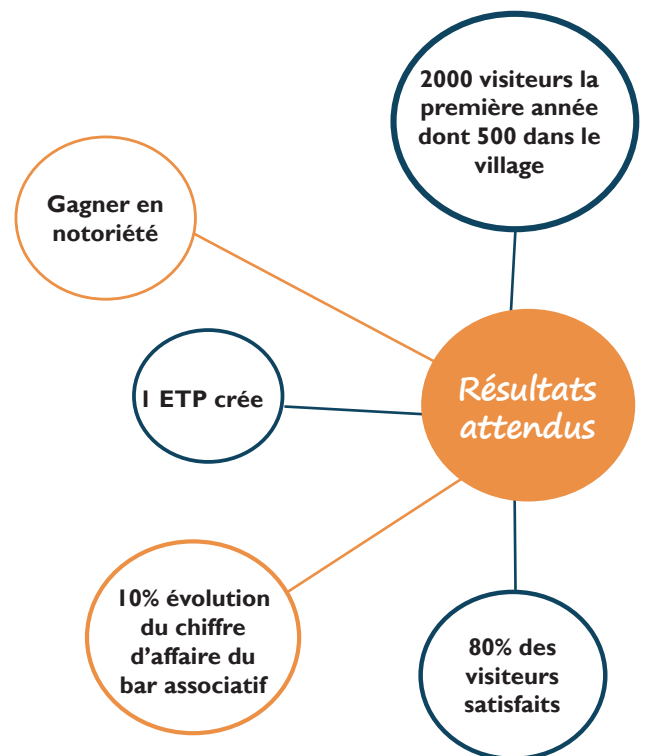 2000 visiteurs la
première année
dont 500 dans le
village
Gagner en
notoriété
1 ETP crée
Résultats
attendus
10% évolution
du chiffre
d'affaire du
bar associatif
80% des
visiteurs
satisfaits